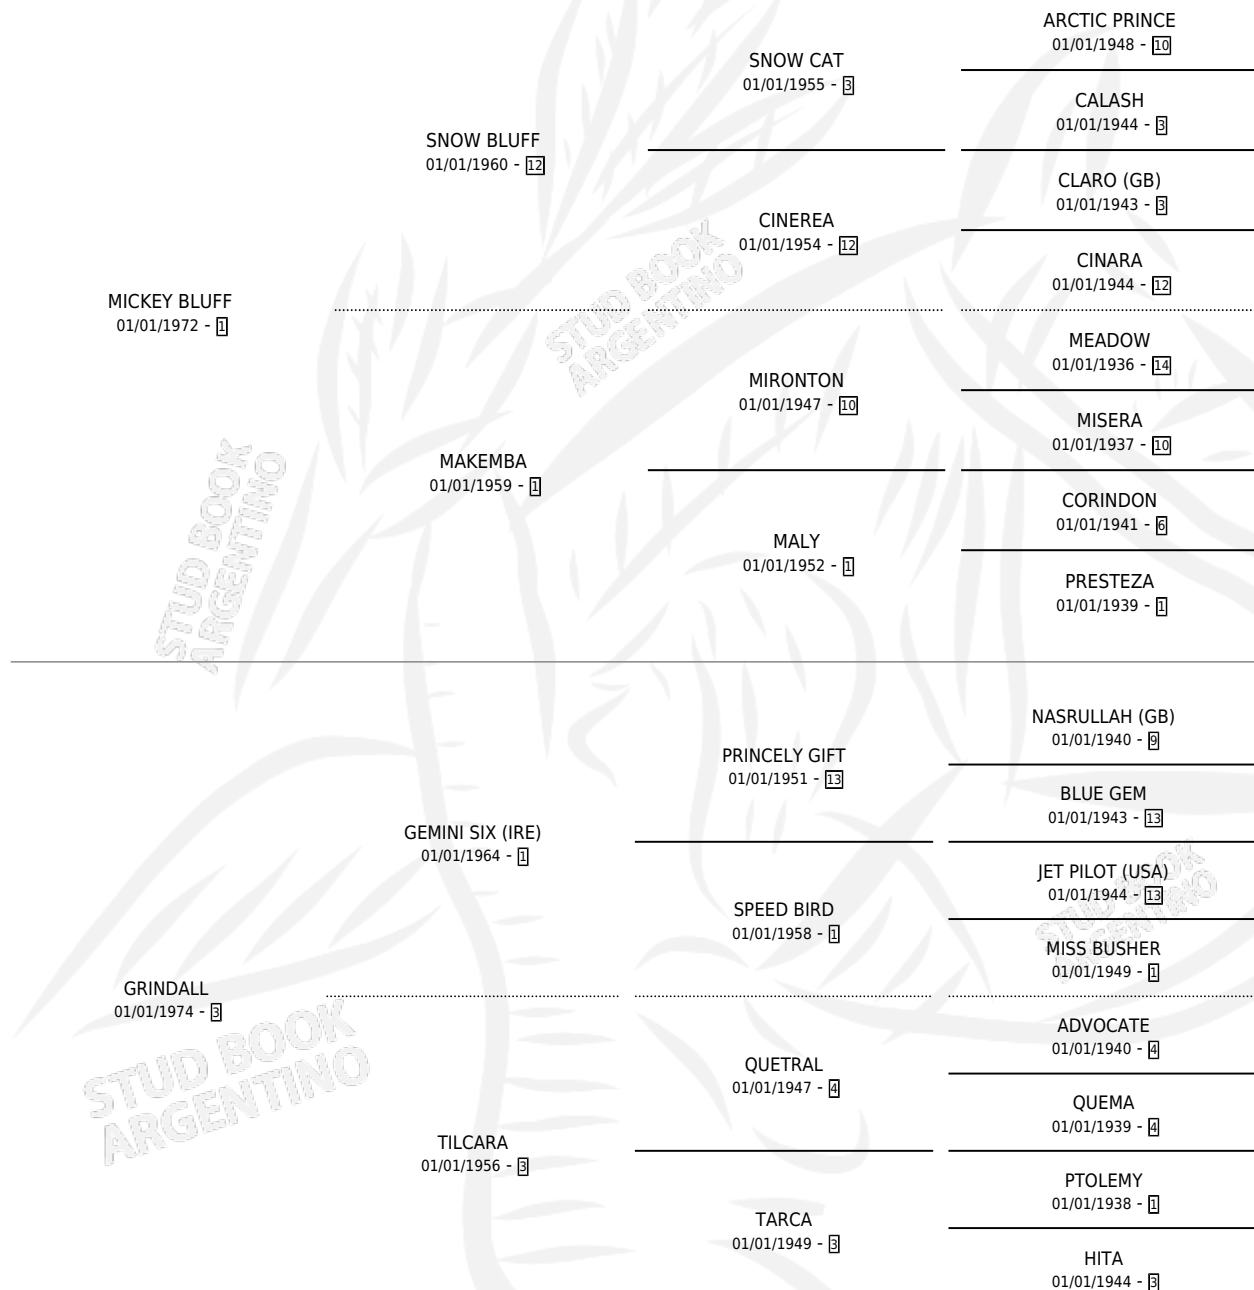 ARCTIC PRINCE
01/01/1948 - 10
SNOW CAT
01/01/1955 - 3
CALASH
01/01/1944 - 3
SNOW BLUFF
01/01/1960 - 12
CLARO (GB)
01/01/1943 - 3
CINEREA
01/01/1954 - 12
CINARA
01/01/1944 - 12
MICKEY BLUFF
01/01/1972 - 1
MEADOW
01/01/1936 - 14
MIRONTON
01/01/1947 - 10
MISERA
01/01/1937 - 10
MAKEMBA
01/01/1959 - 1
CORINDON
01/01/1941 - 6
MALY
01/01/1952 - 1
PRESTEZA
01/01/1939 - 1
NASRULLAH (GB)
01/01/1940 - 9
PRINCELY GIFT
01/01/1951 - 13
BLUE GEM
01/01/1943 - 13
GEMINI SIX (IRE)
01/01/1964 - 1
JET PILOT (USA)
01/01/1944 - 13
SPEED BIRD
01/01/1958 - 1
MISS BUSHER
01/01/1949 - 1
GRINDALL
01/01/1974 - 3
ADVOCATE
01/01/1940 - 4
QUETRAL
01/01/1947 - 4
QUEMA
01/01/1939 - 4
TILCARA
01/01/1956 - 3
PTOLEMY
01/01/1938 - 1
TARCA
01/01/1949 - 3
HITA
01/01/1944 - 3
STUD BOOK
ARGENTINO
STUD BOOK
ARGENTINO
STUD BOOK
ARGENTINO
STUD BOOK
ARGENTINO